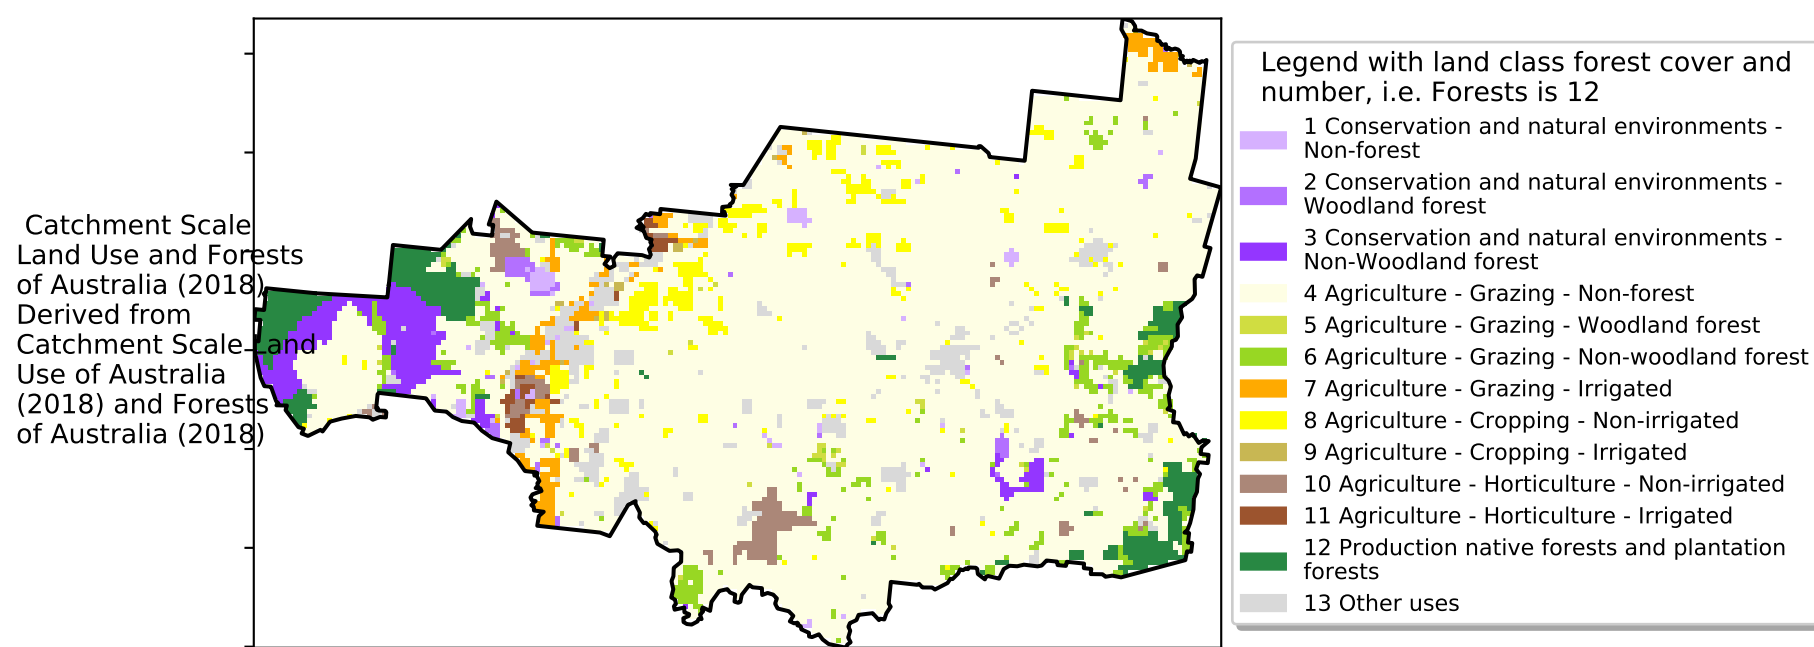 Catchment Scale
Land Use and Forests
of Australia (2018)
Derived from
Catchment Scale Land
Use of Australia
(2018) and Forests
of Australia (2018)
Legend with land class forest cover and
number, i.e. Forests is 12
1 Conservation and natural environments -
Non-forest
2 Conservation and natural environments -
Woodland forest
3 Conservation and natural environments -
Non-Woodland forest
4 Agriculture - Grazing - Non-forest
5 Agriculture - Grazing - Woodland forest
6 Agriculture - Grazing - Non-woodland forest
7 Agriculture - Grazing - Irrigated
8 Agriculture - Cropping - Non-irrigated
9 Agriculture - Cropping - Irrigated
10 Agriculture - Horticulture - Non-irrigated
11 Agriculture - Horticulture - Irrigated
12 Production native forests and plantation
forests
13 Other uses